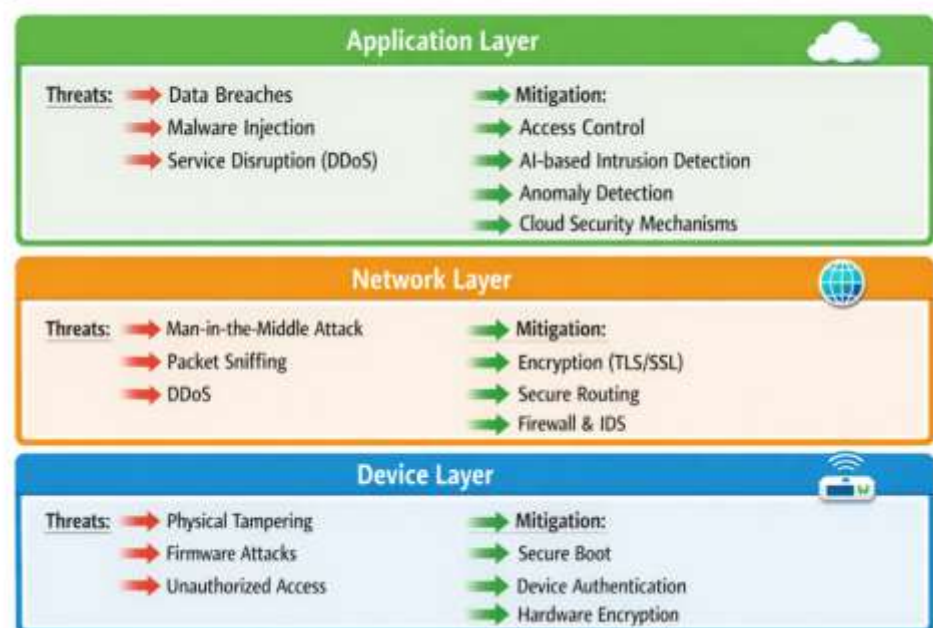 Application Layer
Threats: Data Breaches
Malware Injection
Service Disruption (DDoS)
Mitigation:
Access Control
AI-based Intrusion Detection
Anomaly Detection
Cloud Security Mechanisms
Network Layer
Threats: Man-in-the-Middle Attack
Packet Sniffing
DDoS
Mitigation:
Encryption (TLS/SSL)
Secure Routing
Firewall & IDS
Device Layer
Threats: Physical Tampering
Firmware Attacks
Unauthorized Access
Mitigation:
Secure Boot
Device Authentication
Hardware Encryption